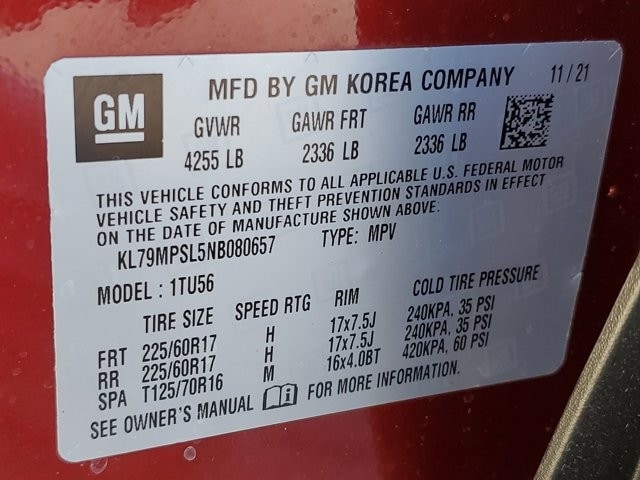 GM
MFD BY GM KOREA COMPANY 11/21
GVWR GAWR FRT GAWR RR
4255 LB 2336 LB 2336 LB
THIS VEHICLE CONFORMS TO ALL APPLICABLE U.S. FEDERAL MOTOR
VEHICLE SAFETY AND THEFT PREVENTION STANDARDS IN EFFECT
ON THE DATE OF MANUFACTURE SHOWN ABOVE.
KL79MPSL5NB080657 TYPE: MPV
MODEL : 1TU56
TIRE SIZE SPEED RTG RIM COLD TIRE PRESSURE
FRT 225/60R17 H 17x7.5J 240KPA, 35 PSI
RR 225/60R17 H 17x7.5J 240KPA, 35 PSI
SPA T125/70R16 M 16x4.0BT 420KPA, 60 PSI
SEE OWNER'S MANUAL i FOR MORE INFORMATION.